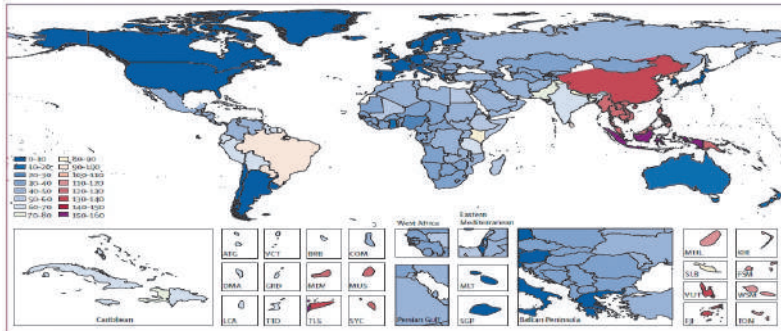 0-10
10-20
20-30
30-40
40-50
50-60
60-70
70-80
80-90
90-100
100-110
110-120
120-130
130-140
140-150
150-160
West Africa
Eastern
Mediterranean
ATG
VCT
BRB
COM
MHL
KIR
DMA
GRD
MDV
MUS
MLT
SLB
FSM
LCA
TTO
TLS
SYC
Persian Gulf
SGP
VUT
WSM
Caribbean
Balkan Peninsula
FJI
TON